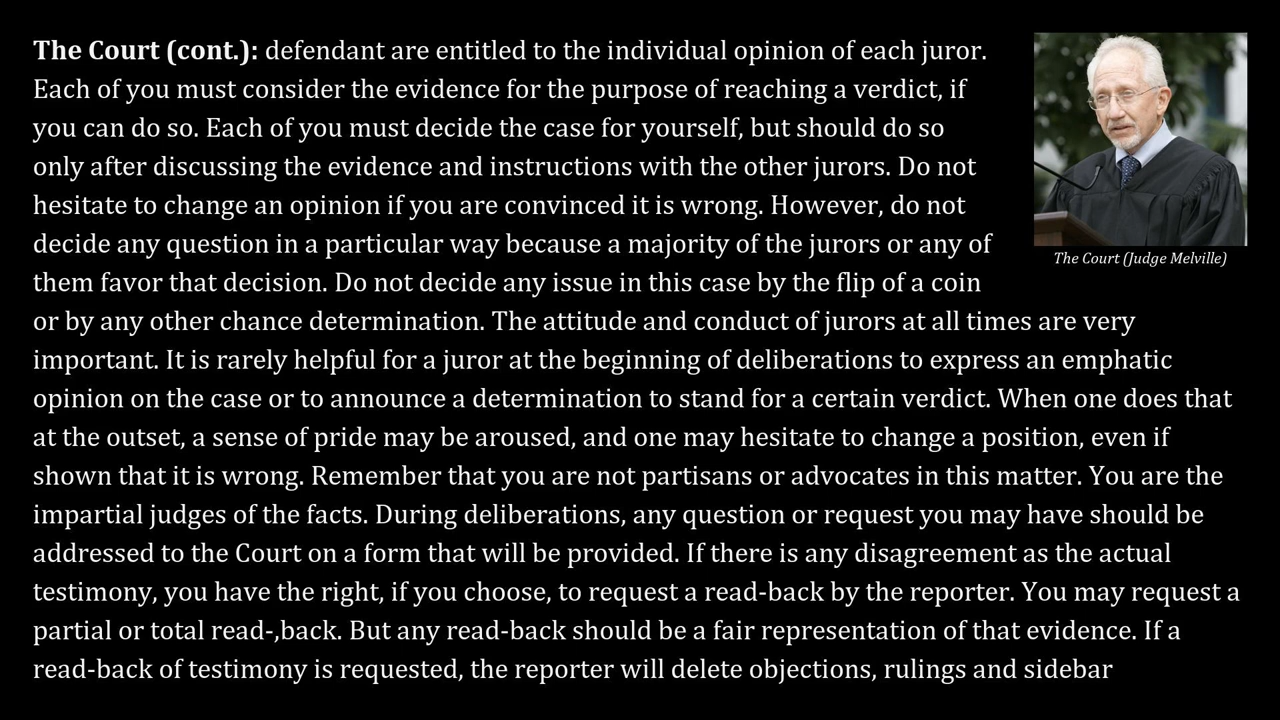 The Court (cont.): defendant are entitled to the individual opinion of each juror.
Each of you must consider the evidence for the purpose of reaching a verdict, if
you can do so. Each of you must decide the case for yourself, but should do so
only after discussing the evidence and instructions with the other jurors. Do not
hesitate to change an opinion if you are convinced it is wrong. However, do not
decide any question in a particular way because a majority of the jurors or any of
them favor that decision. Do not decide any issue in this case by the flip of a coin
or by any other chance determination. The attitude and conduct of jurors at all times are very
important. It is rarely helpful for a juror at the beginning of deliberations to express an emphatic
opinion on the case or to announce a determination to stand for a certain verdict. When one does that
at the outset, a sense of pride may be aroused, and one may hesitate to change a position, even if
shown that it is wrong. Remember that you are not partisans or advocates in this matter. You are the
impartial judges of the facts. During deliberations, any question or request you may have should be
addressed to the Court on a form that will be provided. If there is any disagreement as the actual
testimony, you have the right, if you choose, to request a read-back by the reporter. You may request a
partial or total read-,back. But any read-back should be a fair representation of that evidence. If a
read-back of testimony is requested, the reporter will delete objections, rulings and sidebar
The Court (Judge Melville)